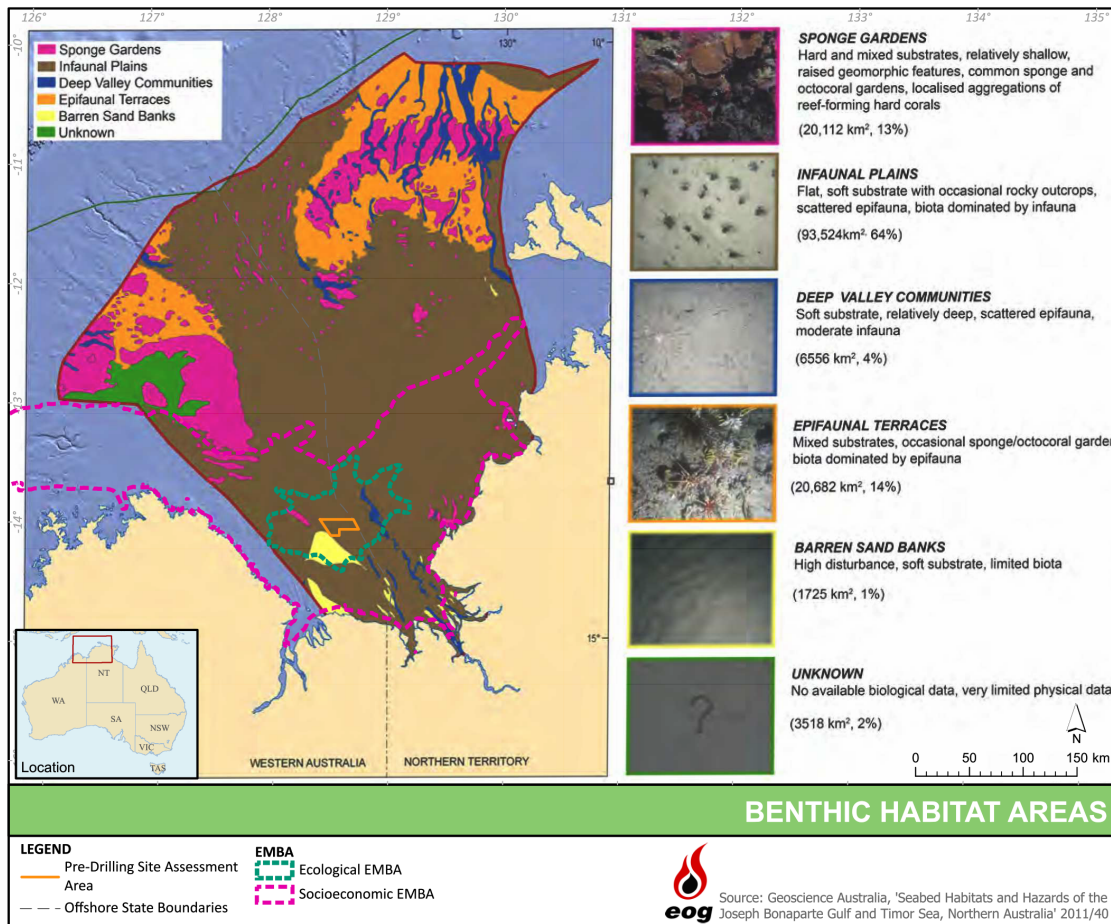 126° 127° 128° 129° 130° 131° 132° 133° 134° 135°
-10°
-11°
-12°
-13°
-14°
-15°
130° 10°
15°
Sponge Gardens
Infaunal Plains
Deep Valley Communities
Epifaunal Terraces
Barren Sand Banks
Unknown
WESTERN AUSTRALIA
NORTHERN TERRITORY
WA
NT
QLD
SA
NSW
VIC
TAS
Location
SPONGE GARDENS
Hard and mixed substrates, relatively shallow,
raised geomorphic features, common sponge and
octocoral gardens, localised aggregations of
reef-forming hard corals
(20,112 km², 13%)
INFAUNAL PLAINS
Flat, soft substrate with occasional rocky outcrops,
scattered epifauna, biota dominated by infauna
(93,524km², 64%)
DEEP VALLEY COMMUNITIES
Soft substrate, relatively deep, scattered epifauna,
moderate infauna
(6556 km², 4%)
EPIFAUNAL TERRACES
Mixed substrates, occasional sponge/octocoral garden
biota dominated by epifauna
(20,682 km², 14%)
BARREN SAND BANKS
High disturbance, soft substrate, limited biota
(1725 km², 1%)
?
UNKNOWN
No available biological data, very limited physical data
(3518 km², 2%)
N
0 50 100 150 km
BENTHIC HABITAT AREAS
LEGEND
Pre-Drilling Site Assessment
Area
Offshore State Boundaries
EMBA
Ecological EMBA
Socioeconomic EMBA
eog
Source: Geoscience Australia, 'Seabed Habitats and Hazards of the
Joseph Bonaparte Gulf and Timor Sea, Northern Australia' 2011/40